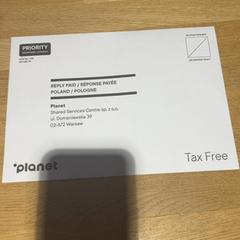 PRIORITY
REPLY PAID / RÉPONSE PAYÉE
POLAND / POLOGNE
Planet
Shared Services Centre sp. z o.o.
ul. Domaniewska 39
02-672 Warsaw
planet
Tax Free